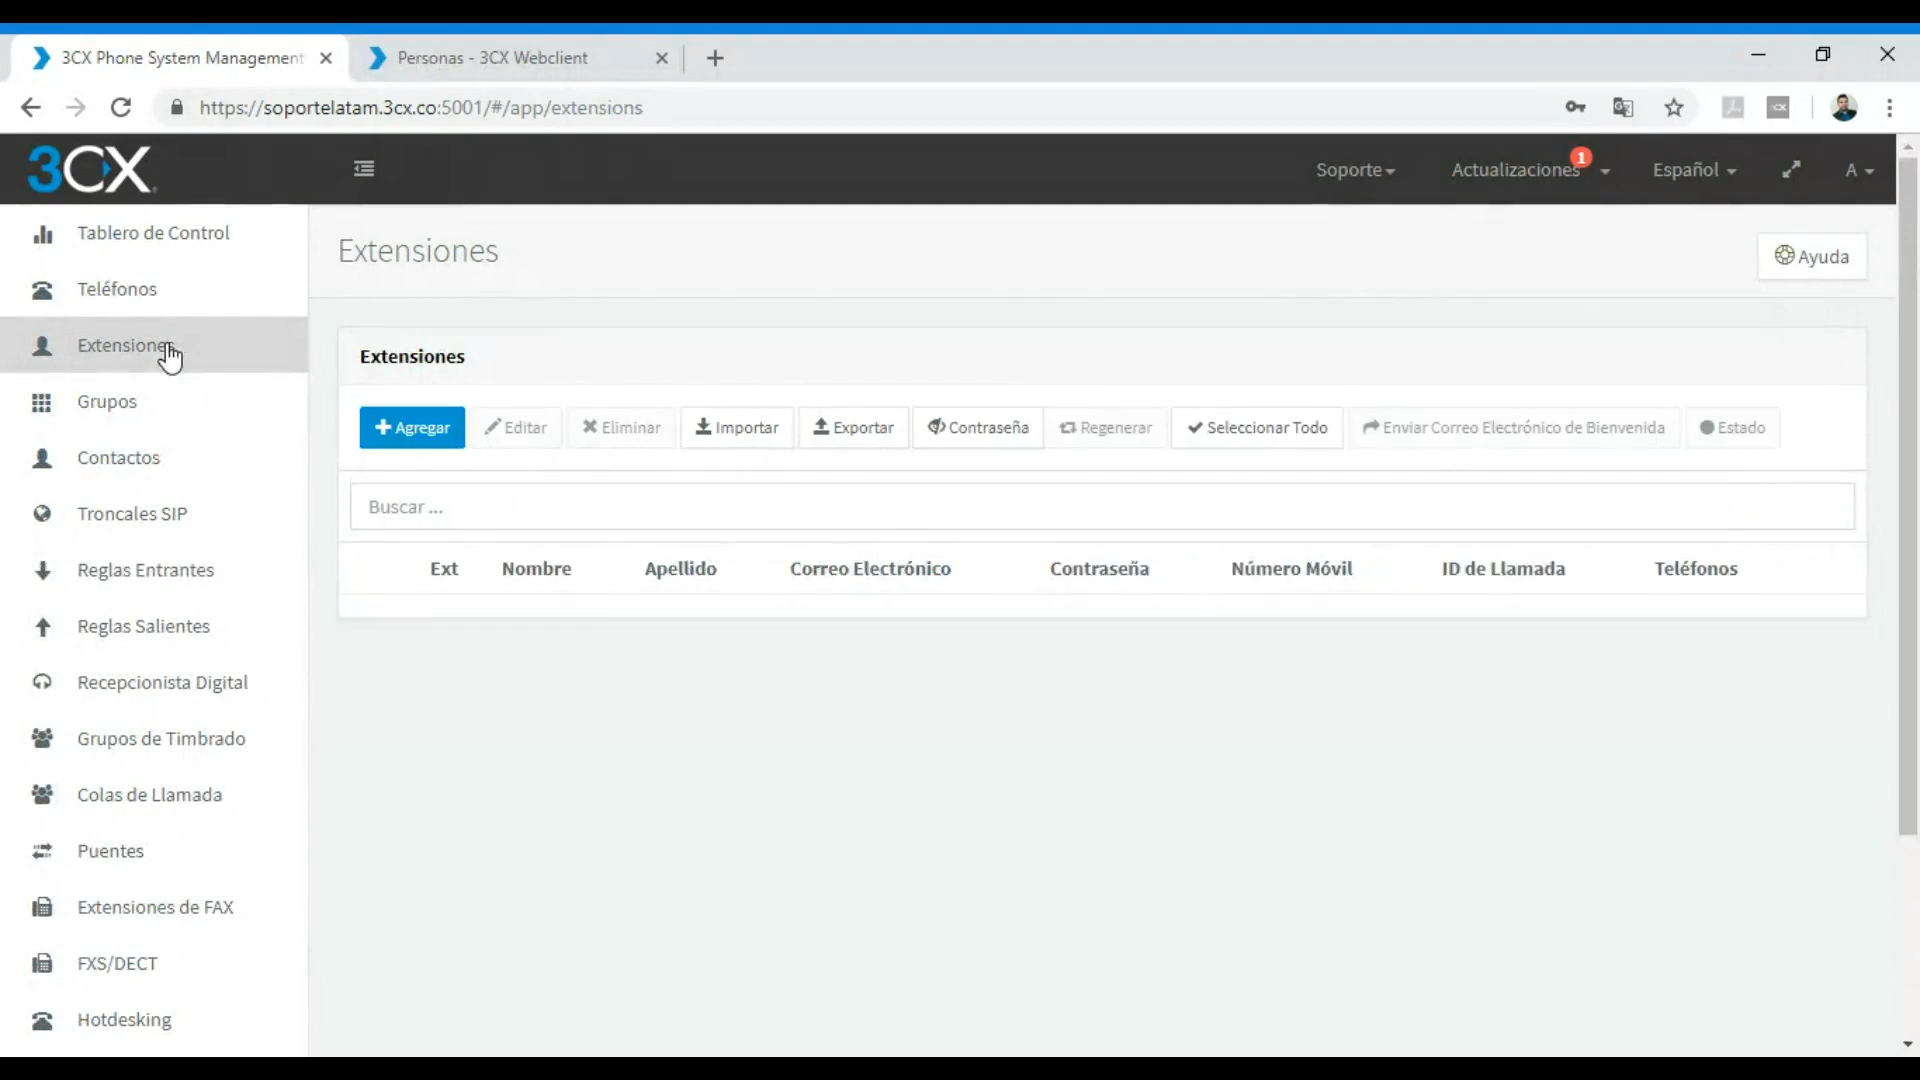 3CX Phone System Management
Personas - 3CX Webclient
https://soportelatam.3cx.co:5001/#/app/extensions
3CX
Soporte
Actualizaciones
1
Español
A
Tablero de Control
Teléfonos
Extensiones
Grupos
Contactos
Troncales SIP
Reglas Entrantes
Reglas Salientes
Recepcionista Digital
Grupos de Timbrado
Colas de Llamada
Puentes
Extensiones de FAX
FXS/DECT
Hotdesking
Extensiones
Ayuda
Extensiones
Agregar
Editar
Eliminar
Importar
Exportar
Contraseña
Regenerar
Seleccionar Todo
Enviar Correo Electrónico de Bienvenida
Estado
Buscar ...
Ext Nombre Apellido Correo Electrónico Contraseña Número Móvil ID de Llamada Teléfonos